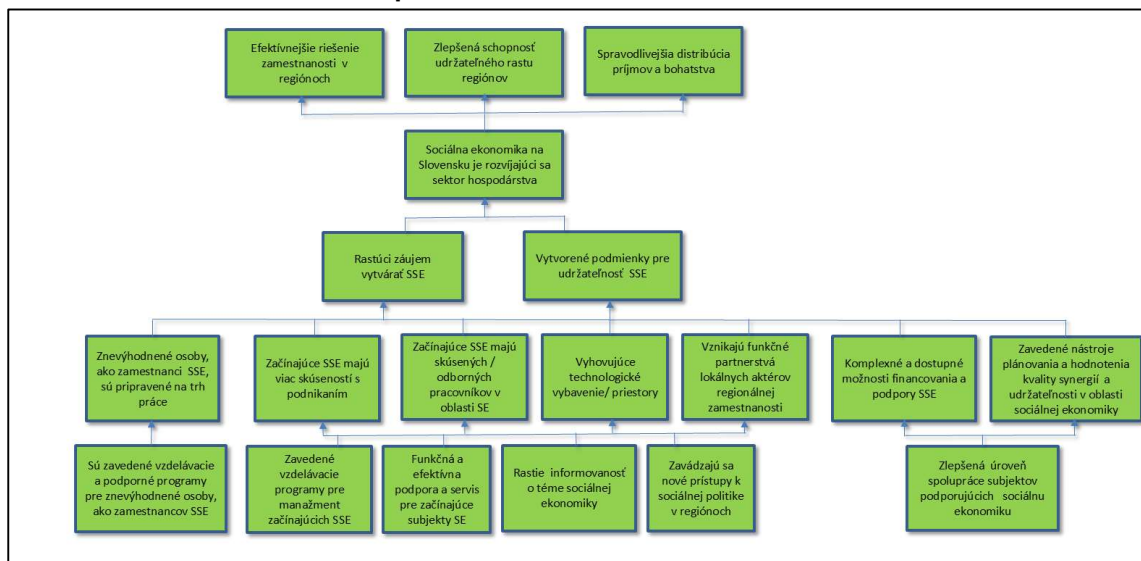 Efektívnejšie riešenie
zamestnanosti v
regiónoch
Zlepšená schopnosť
udržateľného rastu
regiónov
Spravodlivejšia distribúcia
príjmov a bohatstva
Sociálna ekonomika na
Slovensku je rozvíjajúci sa
sektor hospodárstva
Rastúci záujem
vytvárať SSE
Vytvorené podmienky pre
udržateľnosť SSE
Znevýhodnené osoby,
ako zamestnanci SSE,
sú pripravené na trh
práce
Začínajúce SSE majú
viac skúseností s
podnikaním
Začínajúce SSE majú
skúsených /
odborných
pracovníkov v
oblasti SE
Vyhovujúce
technologické
vybavenie/ priestory
Vznikajú funkčné
partnerstvá
lokálnych aktérov
regionálnej
zamestnanosti
Komplexné a dostupné
možnosti financovania a
podpory SSE
Zavedené nástroje
plánovania a hodnotenia
kvality synergií a
udržateľnosti v oblasti
sociálnej ekonomiky
Sú zavedené vzdelávacie
a podporné programy
pre znevýhodnené osoby,
ako zamestnancov SSE
Zavedené
vzdelávacie
programy pre
manažment
začínajúcich SSE
Funkčná a
efektívna
podpora a servis
pre začínajúce
subjekty SE
Rastie informovanosť
o téme sociálnej
ekonomiky
Zavádzajú sa
nové prístupy k
sociálnej politike
v regiónoch
Zlepšená úroveň
spolupráce subjektov
podporujúcich sociálnu
ekonomiku